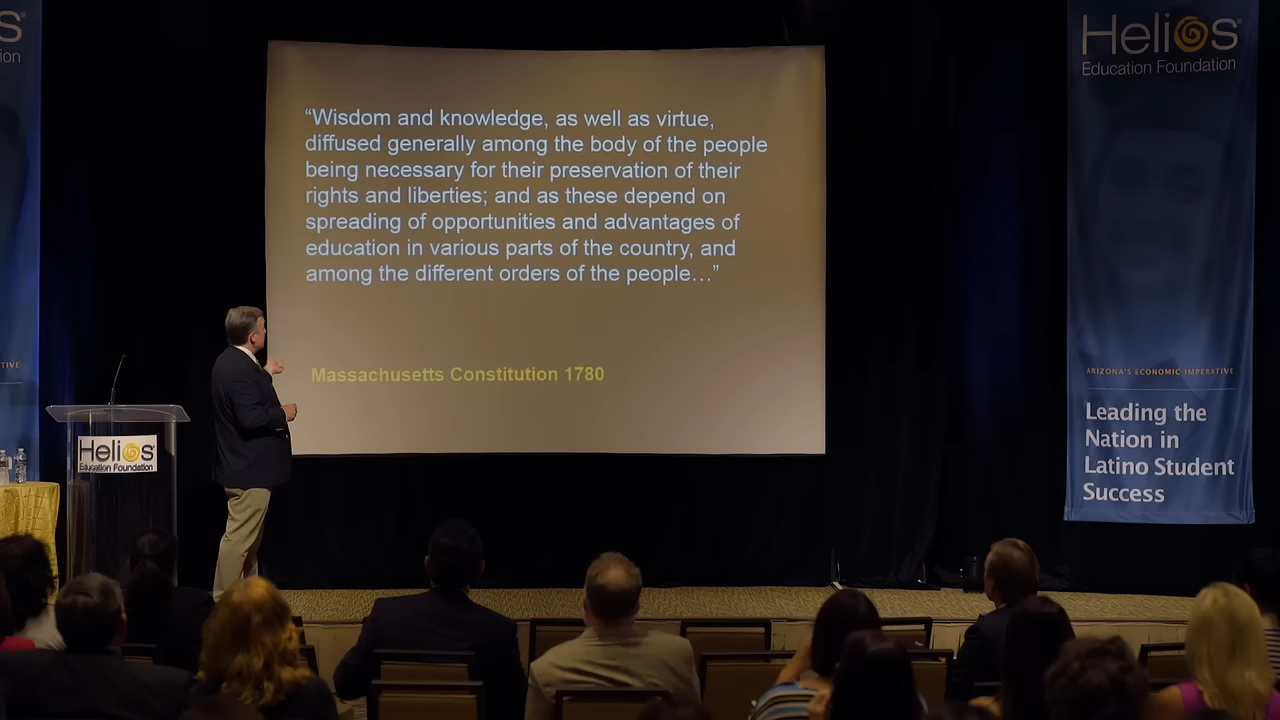 “Wisdom and knowledge, as well as virtue,
diffused generally among the body of the people
being necessary for their preservation of their
rights and liberties; and as these depend on
spreading of opportunities and advantages of
education in various parts of the country, and
among the different orders of the people…”
Massachusetts Constitution 1780
Helios
Education Foundation
Helios
Education Foundation
ARIZONA'S ECONOMIC IMPERATIVE
Leading the
Nation in
Latino Student
Success